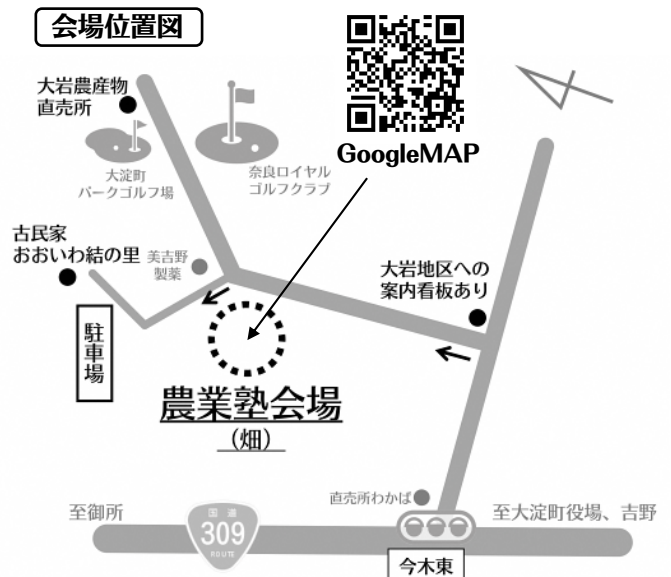 会場位置図
GoogleMAP
大岩農産物
直売所
大淀町
パークゴルフ場
奈良ロイヤル
ゴルフクラブ
古民家
おおいわ結の里
美吉野
製薬
大岩地区への
案内看板あり
駐車場
農業塾会場
（畑）
直売所わかば
至御所
国道
309
ROUTE
至大淀町役場、吉野
今木東